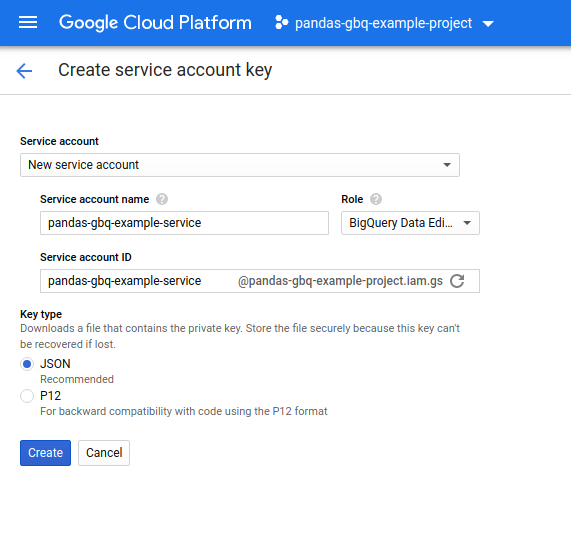 Google Cloud Platform pandas-gbq-example-project
Create service account key
Service account
New service account
Service account name ? Role ?
pandas-gbq-example-service BigQuery Data Edi...
Service account ID
pandas-gbq-example-service @pandas-gbq-example-project.iam.gs
Key type
Downloads a file that contains the private key. Store the file securely because this key can't
be recovered if lost.
JSON
Recommended
P12
For backward compatibility with code using the P12 format
Create Cancel